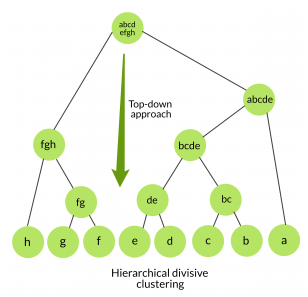 abcd
efgh
Top-down
approach
abcde
fgh
bcde
fg
de
bc
h
g
f
e
d
c
b
a
Hierarchical divisive
clustering